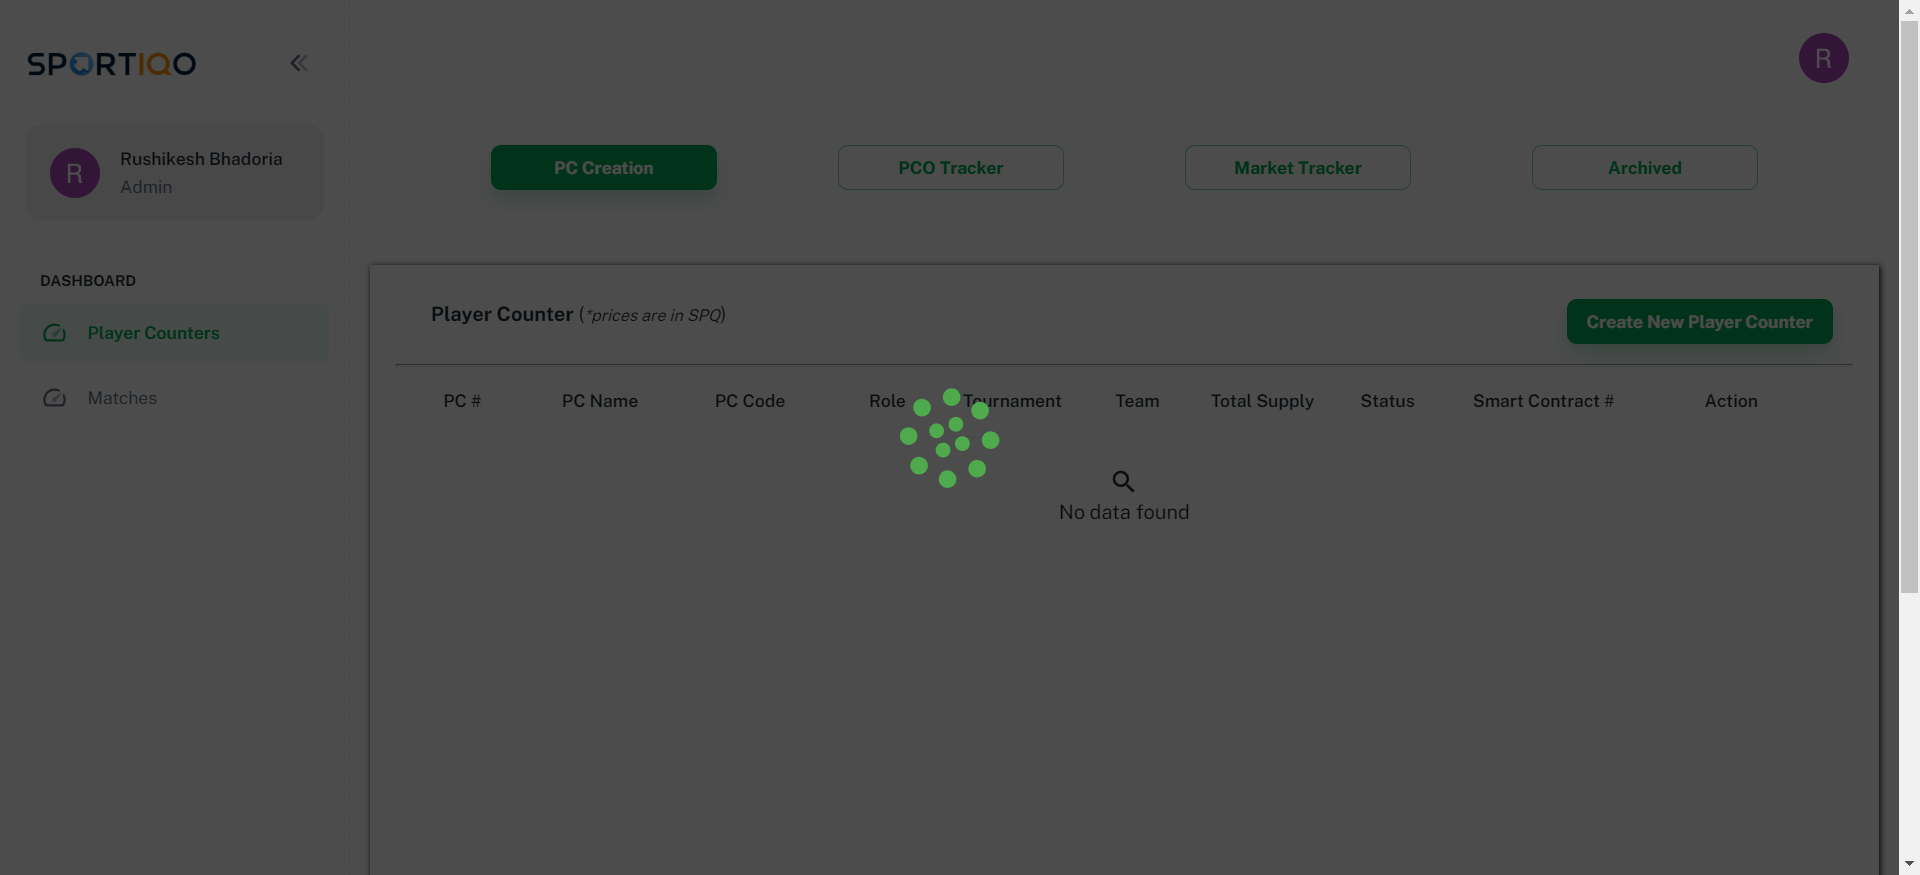 SPORTIQO
R
R
Rushikesh Bhadoria
Admin
PC Creation
PCO Tracker
Market Tracker
Archived
DASHBOARD
Player Counters
Matches
Player Counter (*prices are in SPQ)
Create New Player Counter
PC # PC Name PC Code Role Tournament Team Total Supply Status Smart Contract # Action
No data found